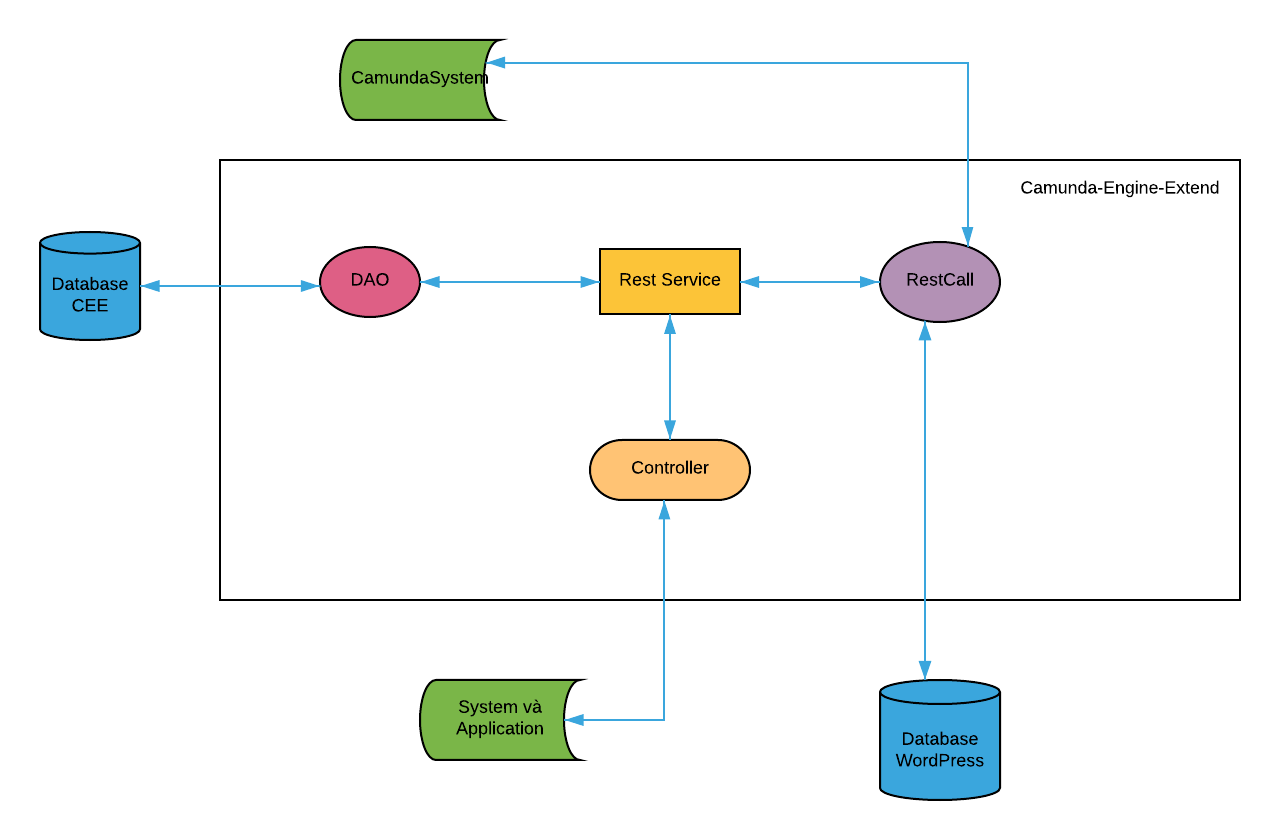 CamundaSystem
Camunda-Engine-Extend
Database
CEE
DAO
Rest Service
RestCall
Controller
System và
Application
Database
WordPress